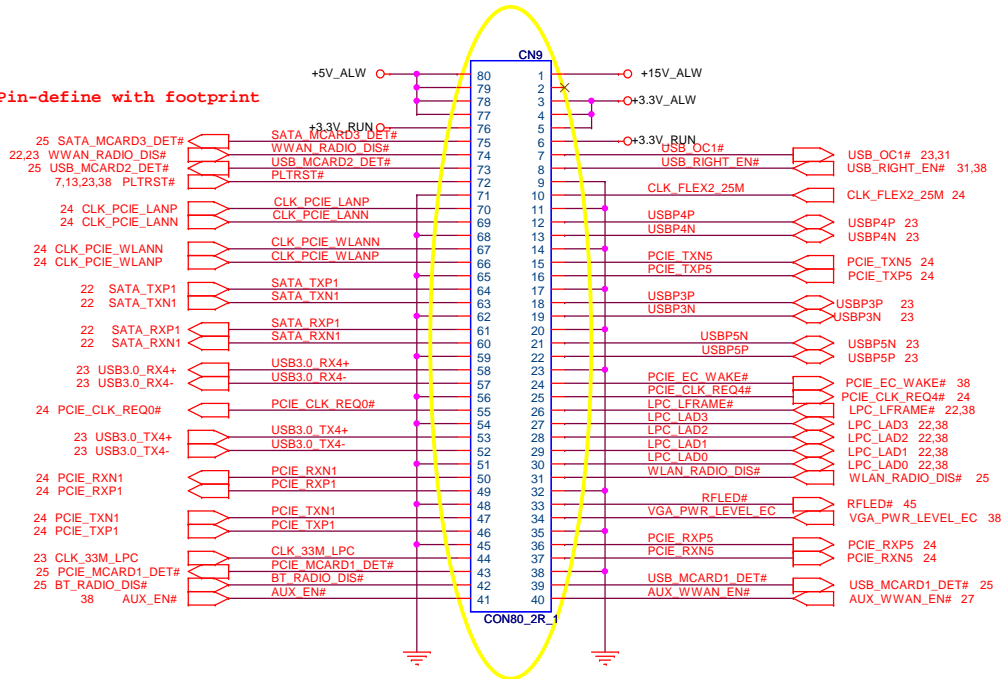 CN9
+5V_ALW 80 1 +15V_ALW
79 2
Pin-define with footprint
78 3 +3.3V_ALW
77 4
+3.3V_RUN 76 5
25 SATA_MCARD3_DET# SATA_MCARD3_DET# 75 6 +3.3V_RUN
22,23 WWAN_RADIO_DIS# WWAN_RADIO_DIS# 74 7 USB_OC1# USB_OC1# 23,31
25 USB_MCARD2_DET# USB_MCARD2_DET# 73 8 USB_RIGHT_EN# USB_RIGHT_EN# 31,38
7,13,23,38 PLTRST# PLTRST# 72 9
71 10 CLK_FLEX2_25M CLK_FLEX2_25M 24
24 CLK_PCIE_LANP CLK_PCIE_LANP 70 11
24 CLK_PCIE_LANN CLK_PCIE_LANN 69 12 USBP4P USBP4P 23
68 13 USBP4N USBP4N 23
24 CLK_PCIE_WLANN CLK_PCIE_WLANN 67 14
24 CLK_PCIE_WLANP CLK_PCIE_WLANP 66 15 PCIE_TXN5 PCIE_TXN5 24
65 16 PCIE_TXP5 PCIE_TXP5 24
22 SATA_TXP1 SATA_TXP1 64 17
22 SATA_TXN1 SATA_TXN1 63 18 USBP3P USBP3P 23
62 19 USBP3N USBP3N 23
22 SATA_RXP1 SATA_RXP1 61 20
22 SATA_RXN1 SATA_RXN1 60 21 USBP5N USBP5N 23
59 22 USBP5P USBP5P 23
23 USB3.0_RX4+ USB3.0_RX4+ 58 23
23 USB3.0_RX4- USB3.0_RX4- 57 24 PCIE_EC_WAKE# PCIE_EC_WAKE# 38
56 25 PCIE_CLK_REQ4# PCIE_CLK_REQ4# 24
24 PCIE_CLK_REQ0# PCIE_CLK_REQ0# 55 26 LPC_LFRAME# LPC_LFRAME# 22,38
54 27 LPC_LAD3 LPC_LAD3 22,38
23 USB3.0_TX4+ USB3.0_TX4+ 53 28 LPC_LAD2 LPC_LAD2 22,38
23 USB3.0_TX4- USB3.0_TX4- 52 29 LPC_LAD1 LPC_LAD1 22,38
51 30 LPC_LAD0 LPC_LAD0 22,38
24 PCIE_RXN1 PCIE_RXN1 50 31 WLAN_RADIO_DIS# WLAN_RADIO_DIS# 25
24 PCIE_RXP1 PCIE_RXP1 49 32
48 33 RFLED# RFLED# 45
24 PCIE_TXN1 PCIE_TXN1 47 34 VGA_PWR_LEVEL_EC VGA_PWR_LEVEL_EC 38
24 PCIE_TXP1 PCIE_TXP1 46 35
45 36 PCIE_RXP5 PCIE_RXP5 24
23 CLK_33M_LPC CLK_33M_LPC 44 37 PCIE_RXN5 PCIE_RXN5 24
25 PCIE_MCARD1_DET# PCIE_MCARD1_DET# 43 38
25 BT_RADIO_DIS# BT_RADIO_DIS# 42 39 USB_MCARD1_DET# USB_MCARD1_DET# 25
38 AUX_EN# AUX_EN# 41 40 AUX_WWAN_EN# AUX_WWAN_EN# 27
CON80_2R_1